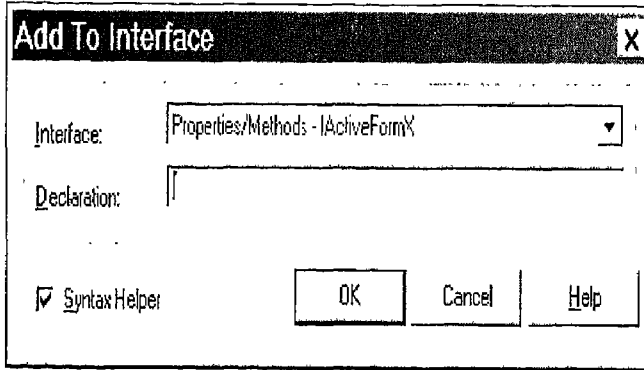 Add To Interface X
Interface: Properties/Methods - IActiveFormX
Declaration:
Syntax Helper OK Cancel Help